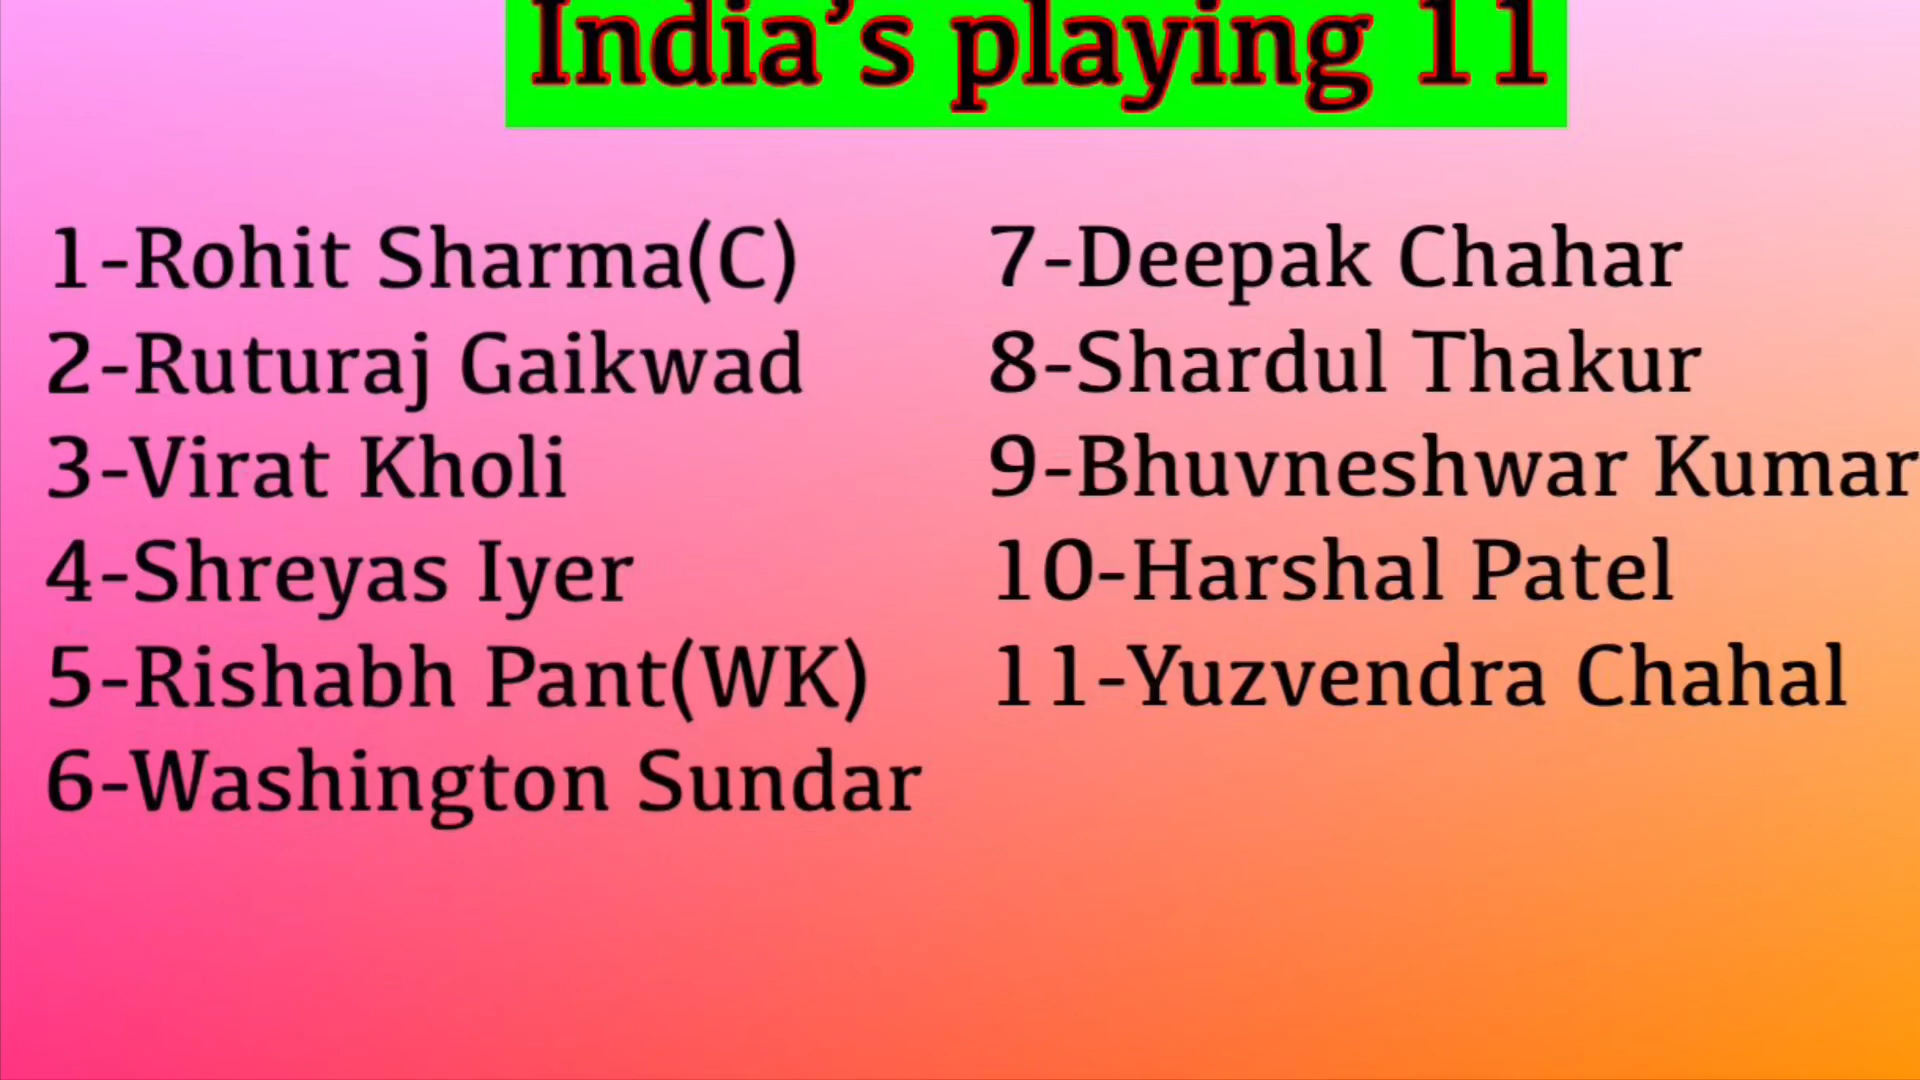 India’s playing 11
1-Rohit Sharma(C)
2-Ruturaj Gaikwad
3-Virat Kholi
4-Shreyas Iyer
5-Rishabh Pant(WK)
6-Washington Sundar
7-Deepak Chahar
8-Shardul Thakur
9-Bhuvneshwar Kumar
10-Harshal Patel
11-Yuzvendra Chahal